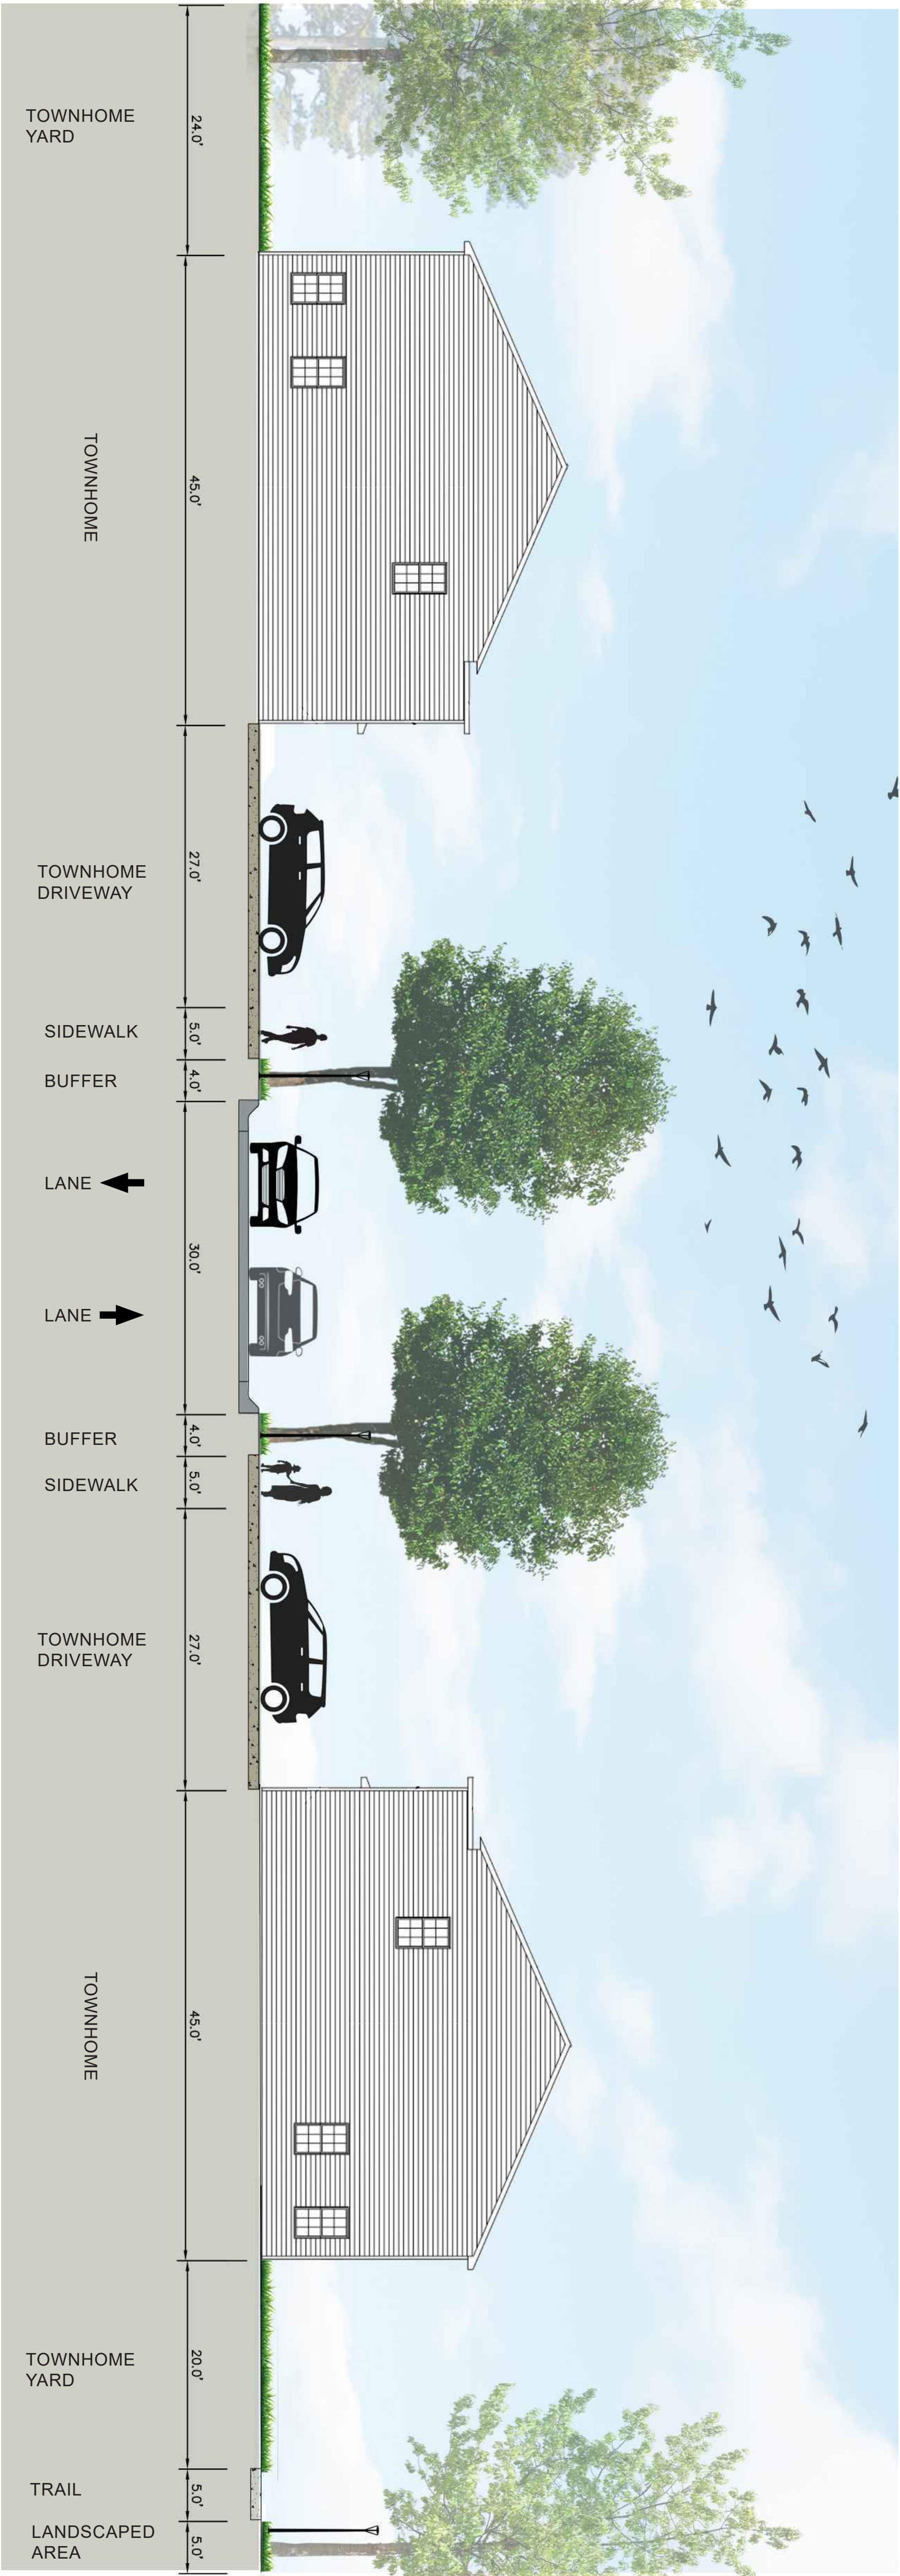 TOWNHOME
YARD
24.0'
TOWNHOME
45.0'
TOWNHOME
DRIVEWAY
27.0'
SIDEWALK
5.0'
BUFFER
4.0'
LANE
30.0'
LANE
BUFFER
4.0'
SIDEWALK
5.0'
TOWNHOME
DRIVEWAY
27.0'
TOWNHOME
45.0'
TOWNHOME
YARD
20.0'
TRAIL
5.0'
LANDSCAPED
AREA
5.0'